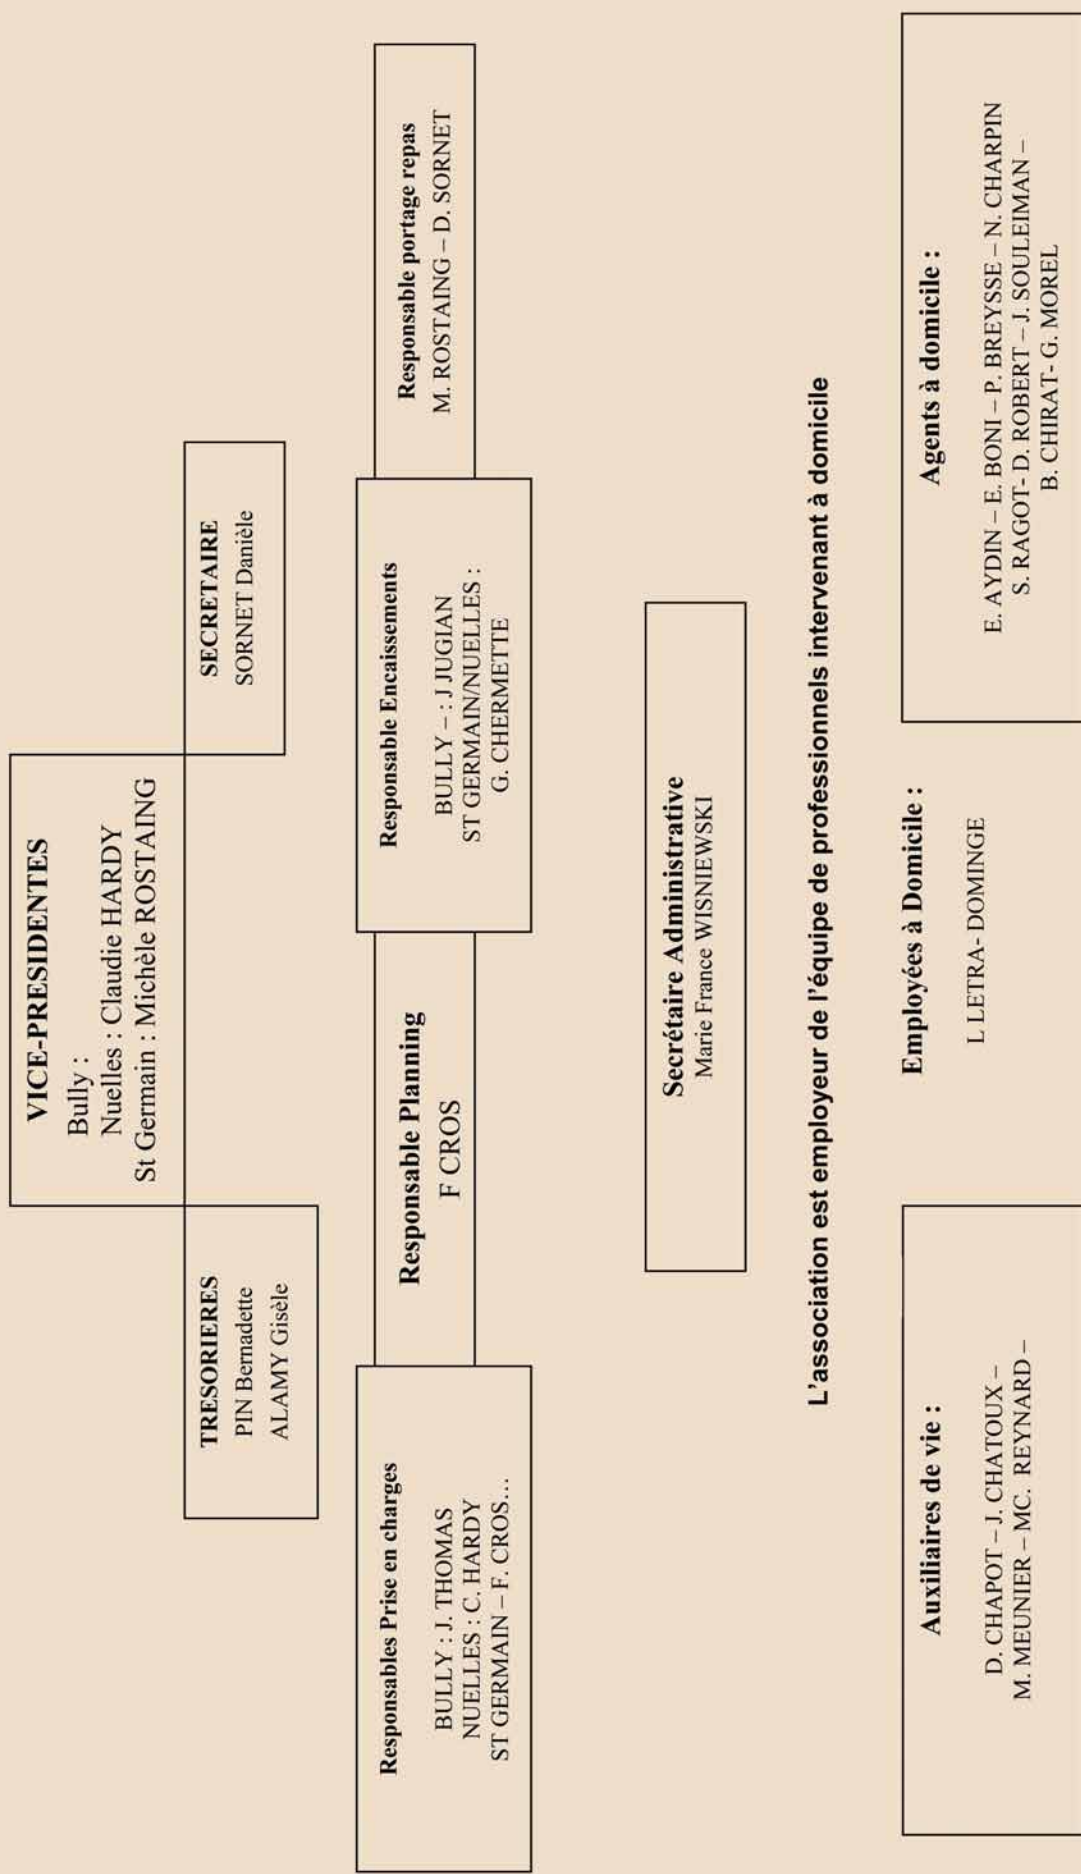 VICE-PRESIDENTES
Bully :
Nuelles : Claudie HARDY
St Germain : Michèle ROSTAING
TRESORIERES
PIN Bernadette
ALAMY Gisèle
SECRETAIRE
SORNET Danièle
Responsables Prise en charges
BULLY : J. THOMAS
NUELLES : C. HARDY
ST GERMAIN – F. CROS…
Responsable Planning
F CROS
Responsable Encaissements
BULLY – : J JUGIAN
ST GERMAIN/NUELLES :
G. CHERMETTE
Responsable portage repas
M. ROSTAING – D. SORNET
Secrétaire Administrative
Marie France WISNIEWSKI
L'association est employeur de l'équipe de professionnels intervenant à domicile
Auxiliaires de vie :
D. CHAPOT – J. CHATOUX –
M. MEUNIER – MC. REYNARD –
Employées à Domicile :
L LETRA- DOMINGE
Agents à domicile :
E. AYDIN – E. BONI – P. BREYSSE – N. CHARPIN
S. RAGOT- D. ROBERT – J. SOULEIMAN –
B. CHIRAT- G. MOREL